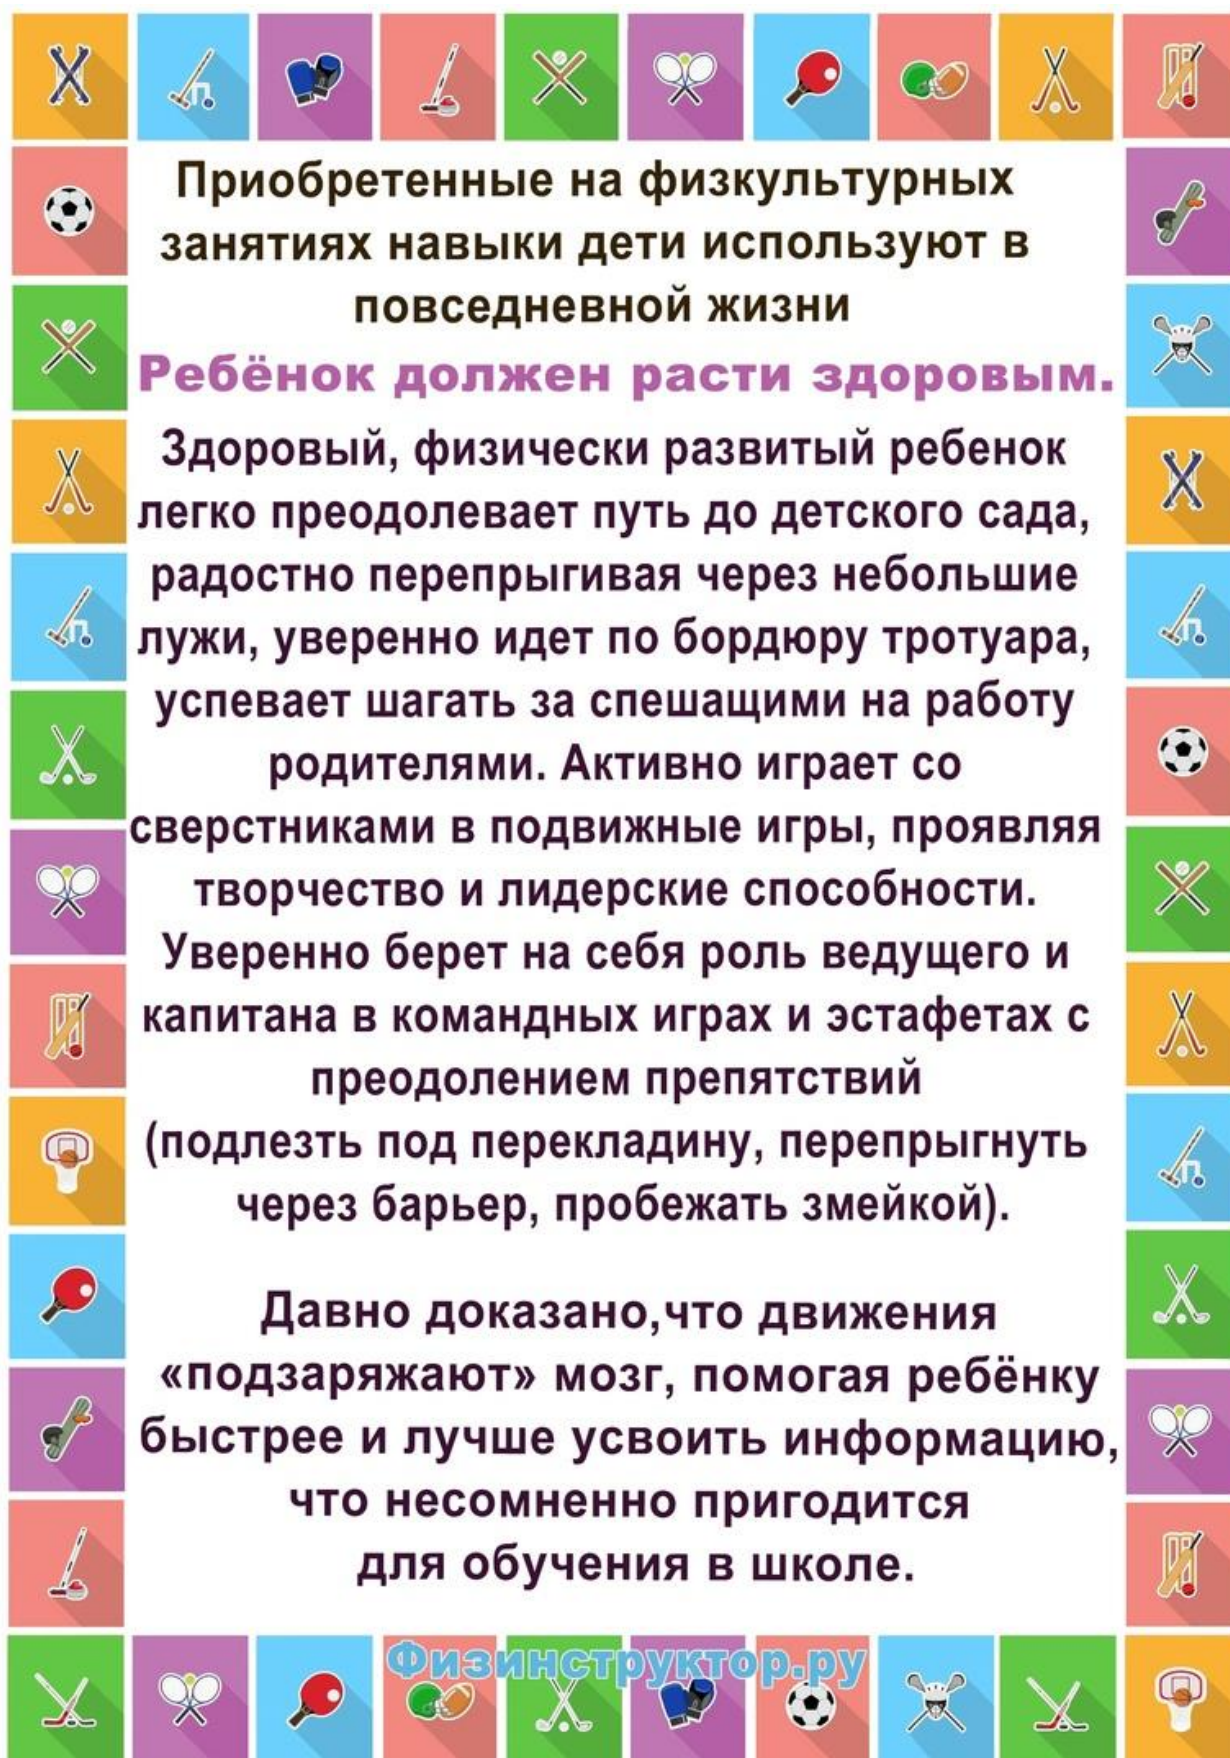 Приобретенные на физкультурных
занятиях навыки дети используют в
повседневной жизни
Ребёнок должен расти здоровым.
Здоровый, физически развитый ребенок
легко преодолевает путь до детского сада,
радостно перепрыгивая через небольшие
лужи, уверенно идет по бордюру тротуара,
успевает шагать за спешащими на работу
родителями. Активно играет со
сверстниками в подвижные игры, проявляя
творчество и лидерские способности.
Уверенно берет на себя роль ведущего и
капитана в командных играх и эстафетах с
преодолением препятствий
(подлезть под перекладину, перепрыгнуть
через барьер, пробежать змейкой).
Давно доказано,что движения
«подзаряжают» мозг, помогая ребёнку
быстрее и лучше усвоить информацию,
что несомненно пригодится
для обучения в школе.
Физинструктор.ру